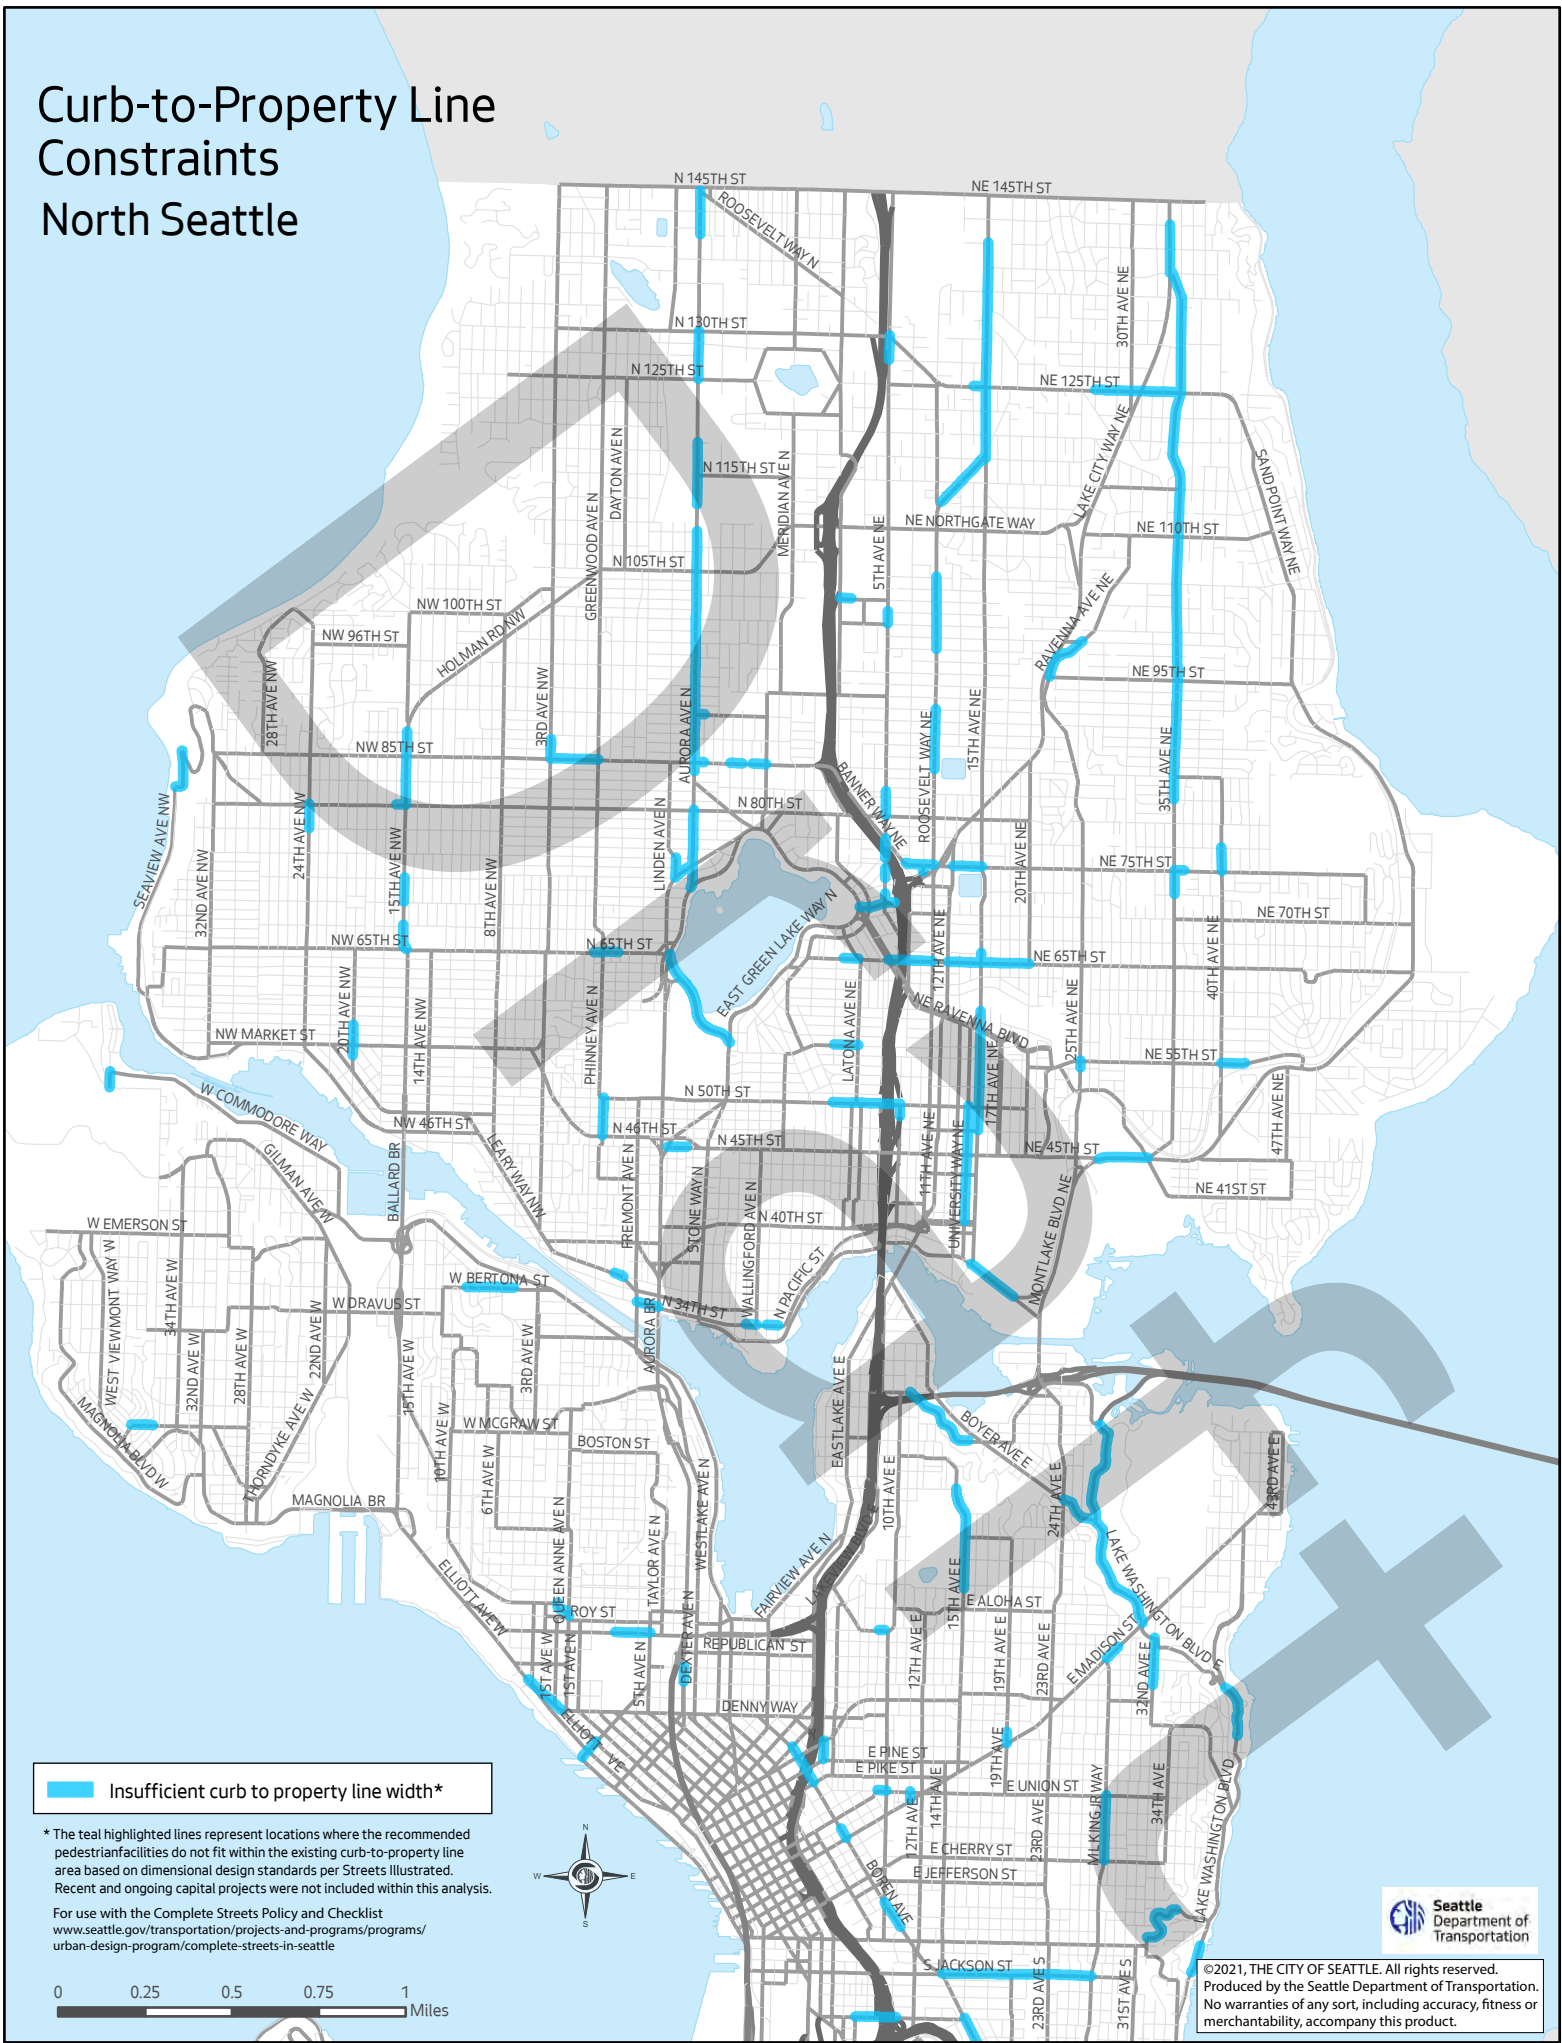 Curb-to-Property Line
Constraints
North Seattle
N 145TH ST
NE 145TH ST
ROOSEVELT WAY N
30TH AVE NE
N 130TH ST
N 125TH ST
NE 125TH ST
LAKE CITY WAY NE
SAND POINT WAY NE
DAYTON AVE N
N 115TH ST
MERIDIAN AVE N
GREENWOOD AVE N
5TH AVE NE
NE NORTHGATE WAY
NE 110TH ST
N 105TH ST
RAVENNA AVE NE
NW 100TH ST
HOLMAN RD NW
NW 96TH ST
28TH AVE NW
3RD AVE NW
NE 95TH ST
AURORA AVE N
15TH AVE NE
ROOSEVELT WAY NE
35TH AVE NE
NW 85TH ST
BANNER WAY NE
SEAVIEW AVE NW
24TH AVE NW
LINDEN AVE N
N 80TH ST
15TH AVE NW
8TH AVE NW
20TH AVE NE
NE 75TH ST
32ND AVE NW
NW 65TH ST
N 65TH ST
EAST GREEN LAKE WAY N
12TH AVE NE
NE 70TH ST
40TH AVE NE
NE 65TH ST
20TH AVE NW
14TH AVE NW
PHINNEY AVE N
LATONA AVE NE
NE RAVENNA BLVD
25TH AVE NE
NW MARKET ST
17TH AVE NE
NE 55TH ST
W COMMODORE WAY
N 50TH ST
47TH AVE NE
NW 46TH ST
N 46TH ST
N 45TH ST
11TH AVE NE
UNIVERSITY WAY NE
NE 45TH ST
GILMAN AVE W
BALLARD BR
LEARY WAY NW
FREMONT AVE N
STONE WAY N
WALLINGFORD AVE N
N 40TH ST
NE 41ST ST
MONTLAKE BLVD NE
W EMERSON ST
WEST VIEWMONT WAY W
34TH AVE W
W BERTONA ST
N PACIFIC ST
W DRAVUS ST
N 34TH ST
AURORA BR
32ND AVE W
28TH AVE W
22ND AVE W
15TH AVE W
3RD AVE W
EASTLAKE AVE E
MAGNOLIA BLVD W
THORNDYKE AVE W
10TH AVE W
W MCGRAW ST
BOSTON ST
6TH AVE W
BOYER AVE E
43RD AVE E
24TH AVE E
10TH AVE E
MAGNOLIA BR
QUEEN ANNE AVE N
TAYLOR AVE N
WESTLAKE AVE N
FAIRVIEW AVE N
LAKEVIEW BLVD E
LAKE WASHINGTON BLVD E
ELLIOTT AVE W
15TH AVE E
E ALOHA ST
ROY ST
REPUBLICAN ST
DEXTER AVE N
1ST AVE W
1ST AVE N
5TH AVE N
12TH AVE E
19TH AVE E
23RD AVE E
E MADISON ST
32ND AVE E
DENNY WAY
ELLIOTT VE
E PINE ST
E PIKE ST
19TH AVE
E UNION ST
14TH AVE
12TH AVE
23RD AVE
ML KING JR WAY
34TH AVE
LAKE WASHINGTON BLVD
E CHERRY ST
E JEFFERSON ST
BOREN AVE
S JACKSON ST
23RD AVE S
31ST AVE S
Insufficient curb to property line width*
* The teal highlighted lines represent locations where the recommended
pedestrianfacilities do not fit within the existing curb-to-property line
area based on dimensional design standards per Streets Illustrated.
Recent and ongoing capital projects were not included within this analysis.
For use with the Complete Streets Policy and Checklist
www.seattle.gov/transportation/projects-and-programs/programs/
urban-design-program/complete-streets-in-seattle
N
W
E
S
0 0.25 0.5 0.75 1
Miles
Draft
Seattle
Department of
Transportation
©2021, THE CITY OF SEATTLE. All rights reserved.
Produced by the Seattle Department of Transportation.
No warranties of any sort, including accuracy, fitness or
merchantability, accompany this product.